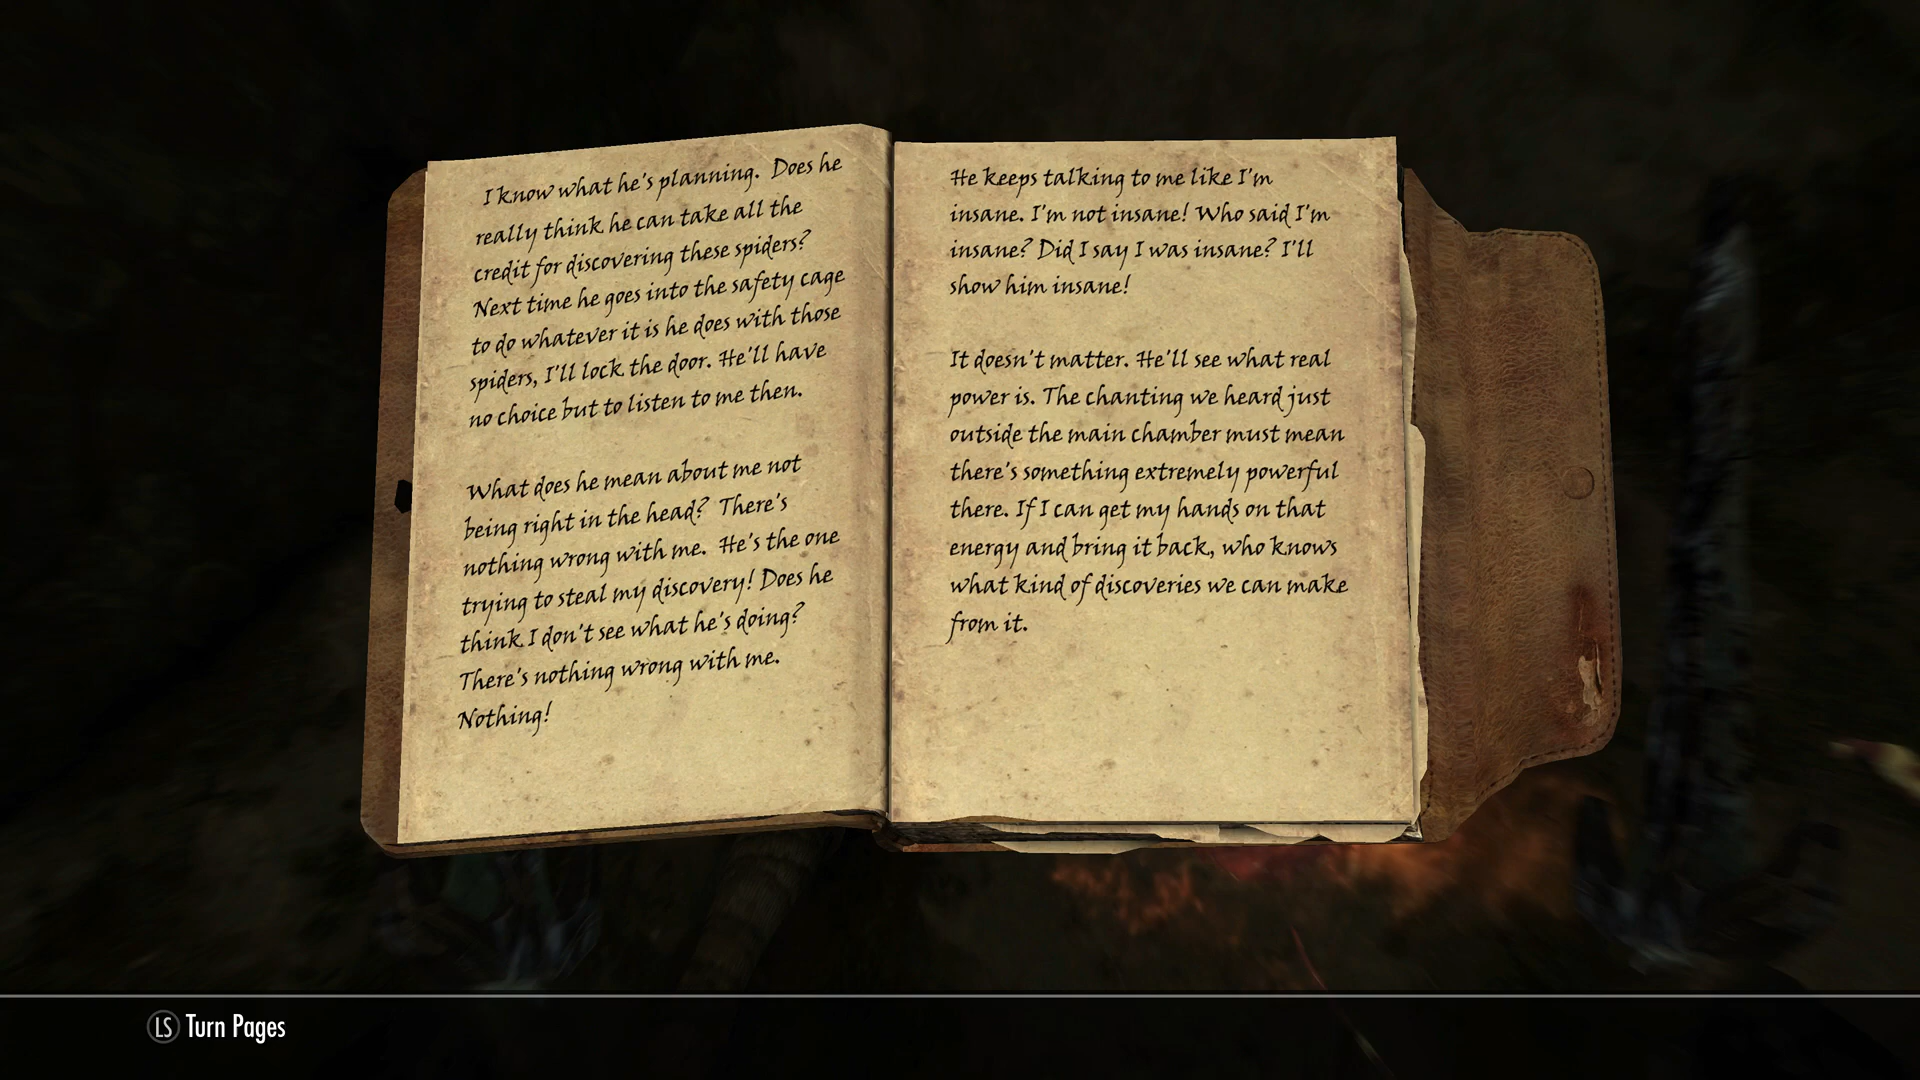 I know what he's planning. Does he
really think he can take all the
credit for discovering these spiders?
Next time he goes into the safety cage
to do whatever it is he does with those
spiders, I'll lock the door. He'll have
no choice but to listen to me then.
What does he mean about me not
being right in the head? There's
nothing wrong with me. He's the one
trying to steal my discovery! Does he
think I don't see what he's doing?
There's nothing wrong with me.
Nothing!
He keeps talking to me like I'm
insane. I'm not insane! Who said I'm
insane? Did I say I was insane? I'll
show him insane!
It doesn't matter. He'll see what real
power is. The chanting we heard just
outside the main chamber must mean
there's something extremely powerful
there. If I can get my hands on that
energy and bring it back, who knows
what kind of discoveries we can make
from it.
LS Turn Pages